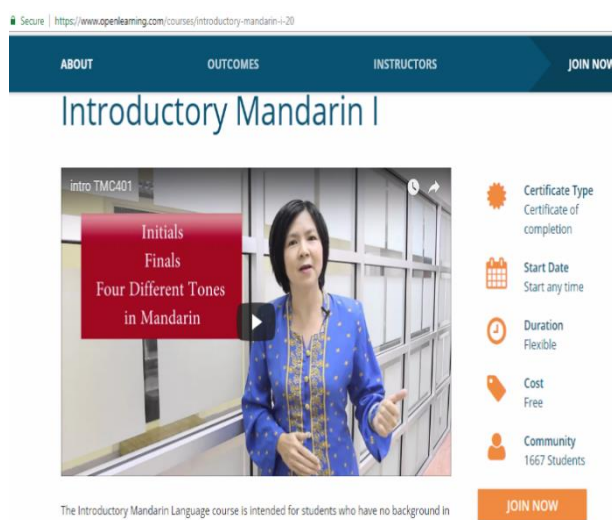 Secure | https://www.openlearning.com/courses/introductory-mandarin-i-20
ABOUT OUTCOMES INSTRUCTORS JOIN NOW
Introductory Mandarin I
intro TMC401
Initials
Finals
Four Different Tones
in Mandarin
Certificate Type
Certificate of
completion
Start Date
Start any time
Duration
Flexible
Cost
Free
Community
1667 Students
JOIN NOW
The Introductory Mandarin Language course is intended for students who have no background in